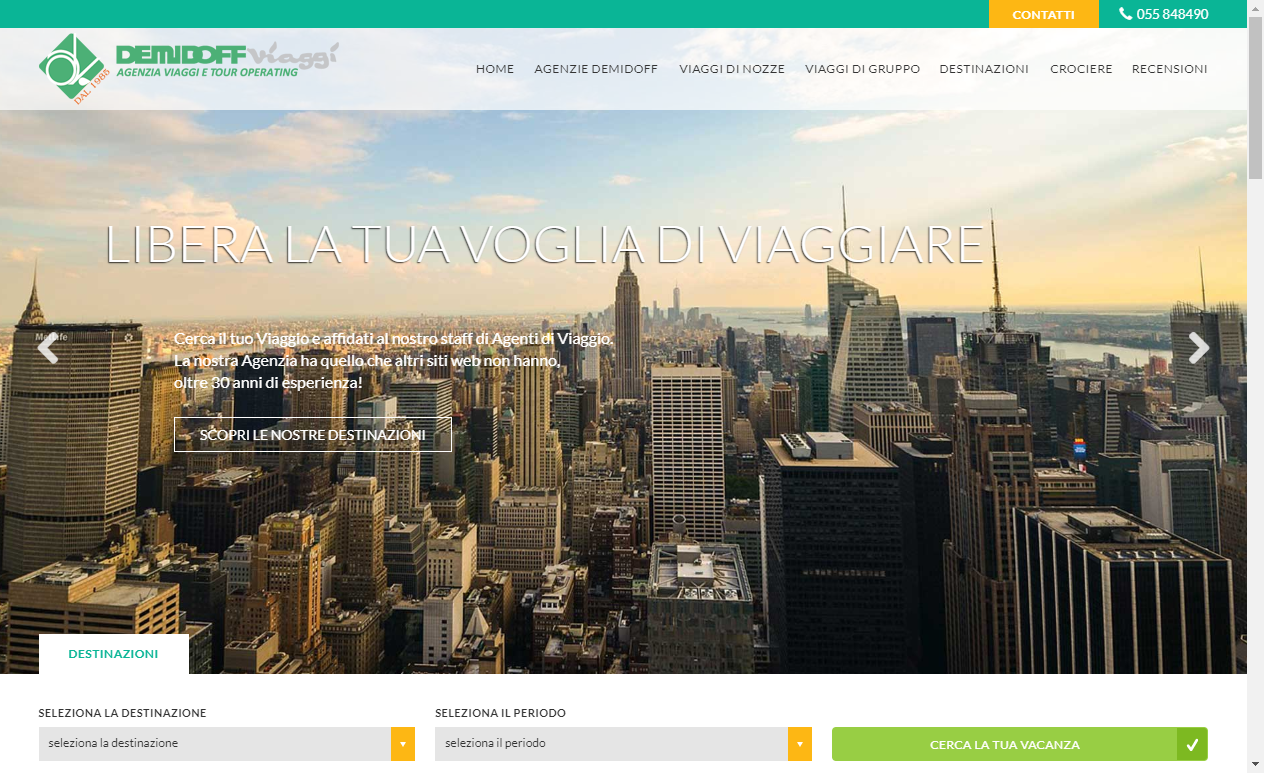 CONTATTI
055 848490
DEMIDOFF viaggi
AGENZIA VIAGGI E TOUR OPERATING
DAL 1985
HOME
AGENZIE DEMIDOFF
VIAGGI DI NOZZE
VIAGGI DI GRUPPO
DESTINAZIONI
CROCIERE
RECENSIONI
LIBERA LA TUA VOGLIA DI VIAGGIARE
MetLife
Cerca il tuo Viaggio e affidati al nostro staff di Agenti di Viaggio.
La nostra Agenzia ha quello che altri siti web non hanno,
oltre 30 anni di esperienza!
SCOPRI LE NOSTRE DESTINAZIONI
DESTINAZIONI
SELEZIONA LA DESTINAZIONE
SELEZIONA IL PERIODO
seleziona la destinazione
seleziona il periodo
CERCA LA TUA VACANZA